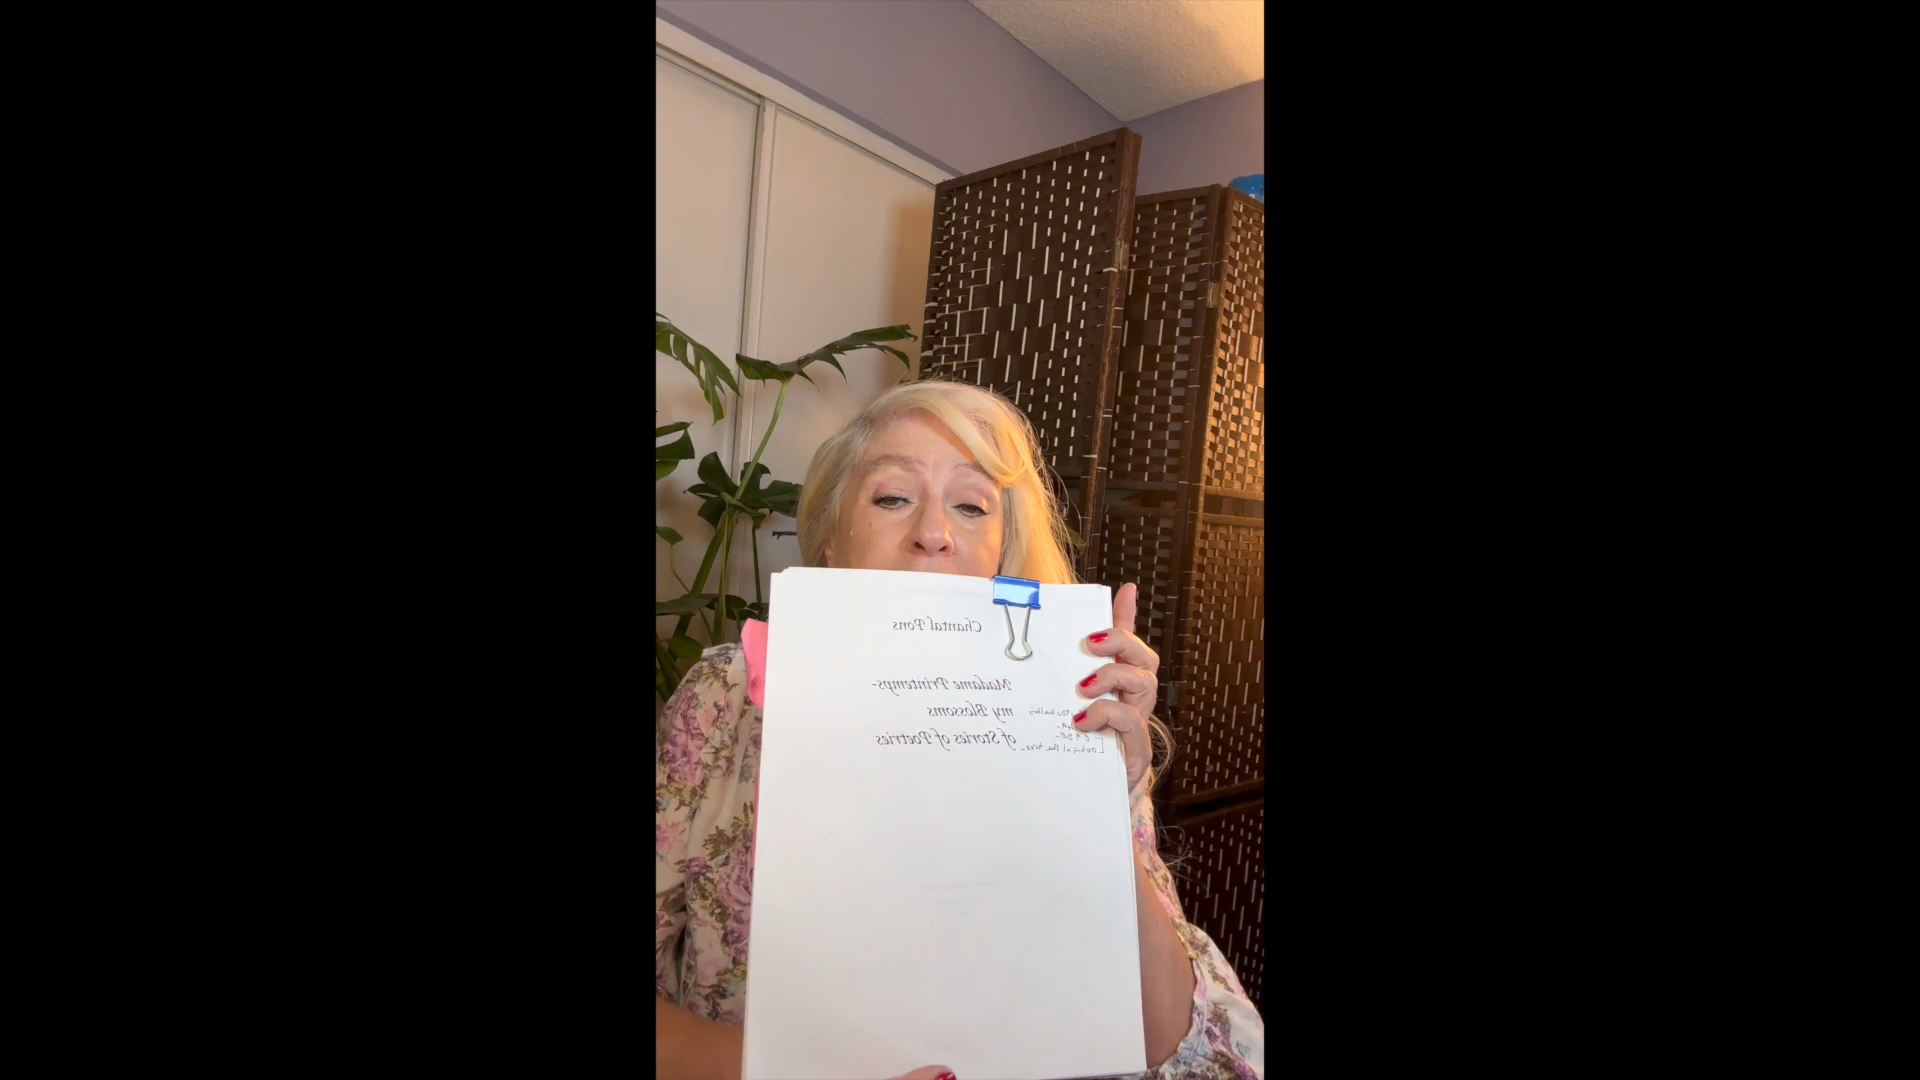 Chantal Pons
Madame Printemps-
my Blossoms
of Stories of Poetries